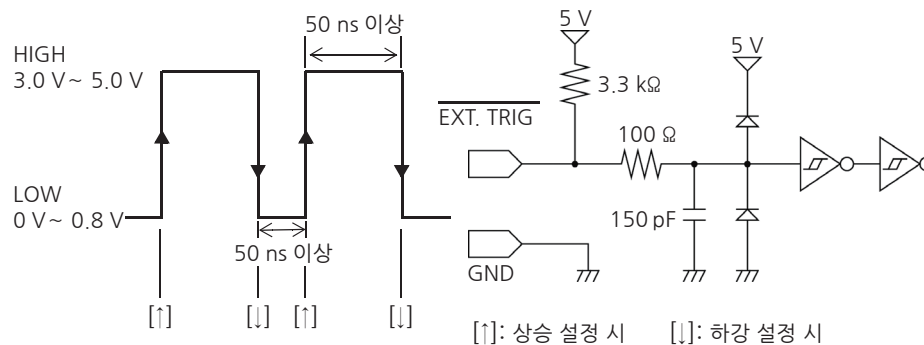 50 ns 이상
HIGH
3.0 V~ 5.0 V
LOW
0 V~ 0.8 V
50 ns 이상
[↑]
[↓]
[↑]
[↓]
5 V
3.3 kΩ
5 V
EXT. TRIG
100 Ω
150 pF
GND
[↑]: 상승 설정 시 [↓]: 하강 설정 시